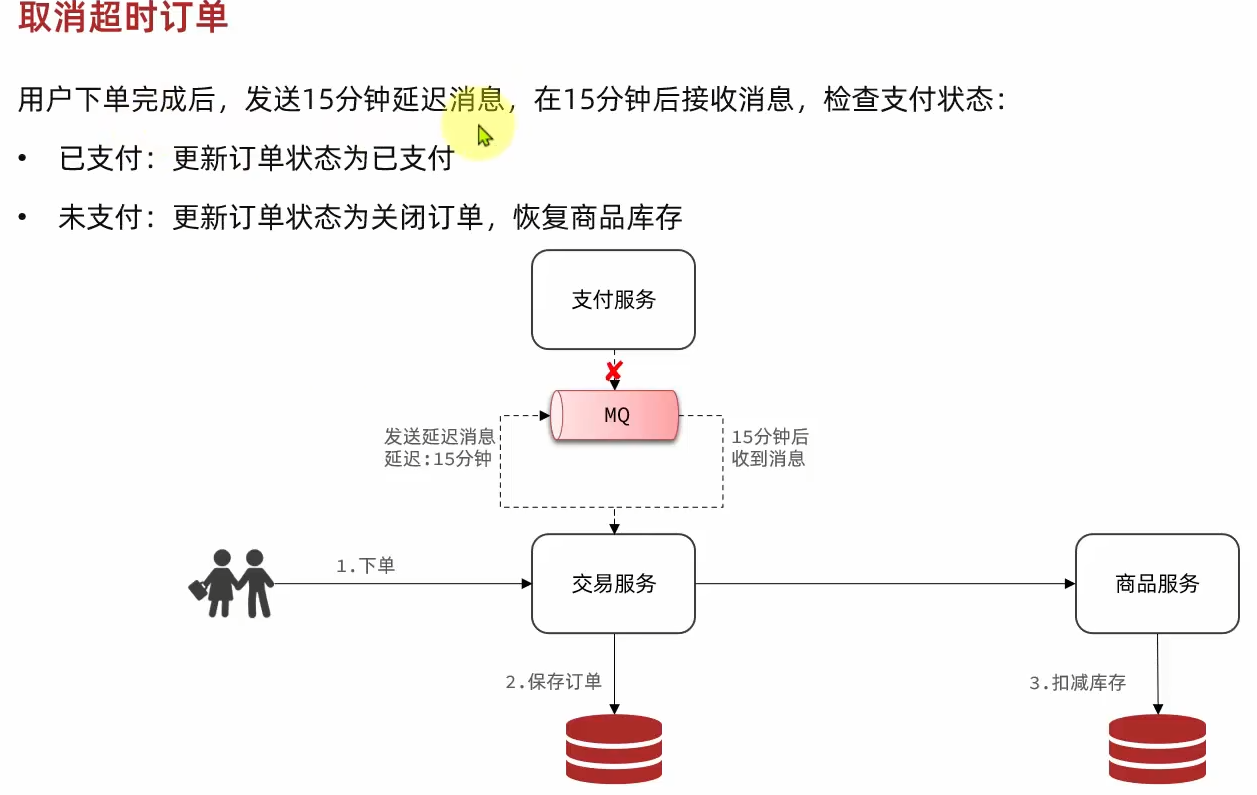 取消超时订单
用户下单完成后，发送15分钟延迟消息，在15分钟后接收消息，检查支付状态：
• 已支付：更新订单状态为已支付
• 未支付：更新订单状态为关闭订单，恢复商品库存
支付服务
MQ
发送延迟消息
延迟:15分钟
15分钟后
收到消息
1.下单
交易服务
商品服务
2.保存订单
3.扣减库存